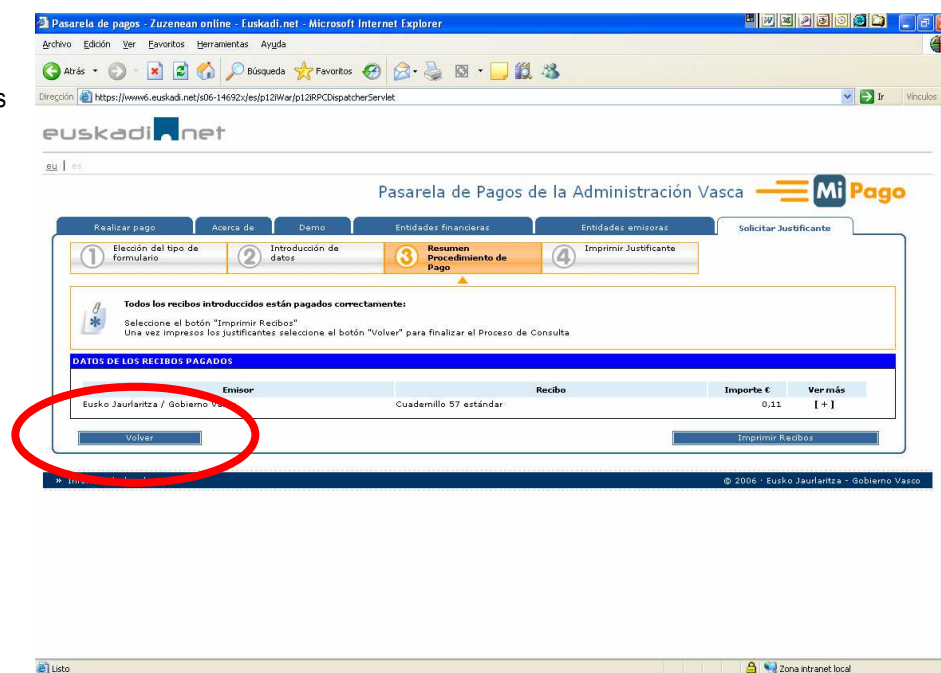 Pasarela de pagos - Zuzenean online - Euskadi.net - Microsoft Internet Explorer
Archivo Edición Ver Favoritos Herramientas Ayuda
Atrás Búsqueda Favoritos
s
Dirección https://www6.euskadi.net/s06-14692x/es/p12iWar/p12iRPCDispatcherServlet Ir Vínculos
euskadi net
eu | es
Pasarela de Pagos de la Administración Vasca Mi Pago
Realizar pago Acerca de Demo Entidades financieras Entidades emisoras Solicitar Justificante
1 Elección del tipo de formulario
2 Introducción de datos
3 Resumen Procedimiento de Pago
4 Imprimir Justificante
Todos los recibos introduccidos están pagados correctamente:
Seleccione el botón "Imprimir Recibos"
Una vez impresos los justificantes seleccione el botón "Volver" para finalizar el Proceso de Consulta
DATOS DE LOS RECIBOS PAGADOS
Emisor Recibo Importe € Ver más
Eusko Jaurlaritza / Gobierno Cuadernillo 57 estándar 0,11 [+]
Volver Imprimir Recibos
» © 2006 · Eusko Jaurlaritza - Gobierno Vasco
Listo Zona intranet local